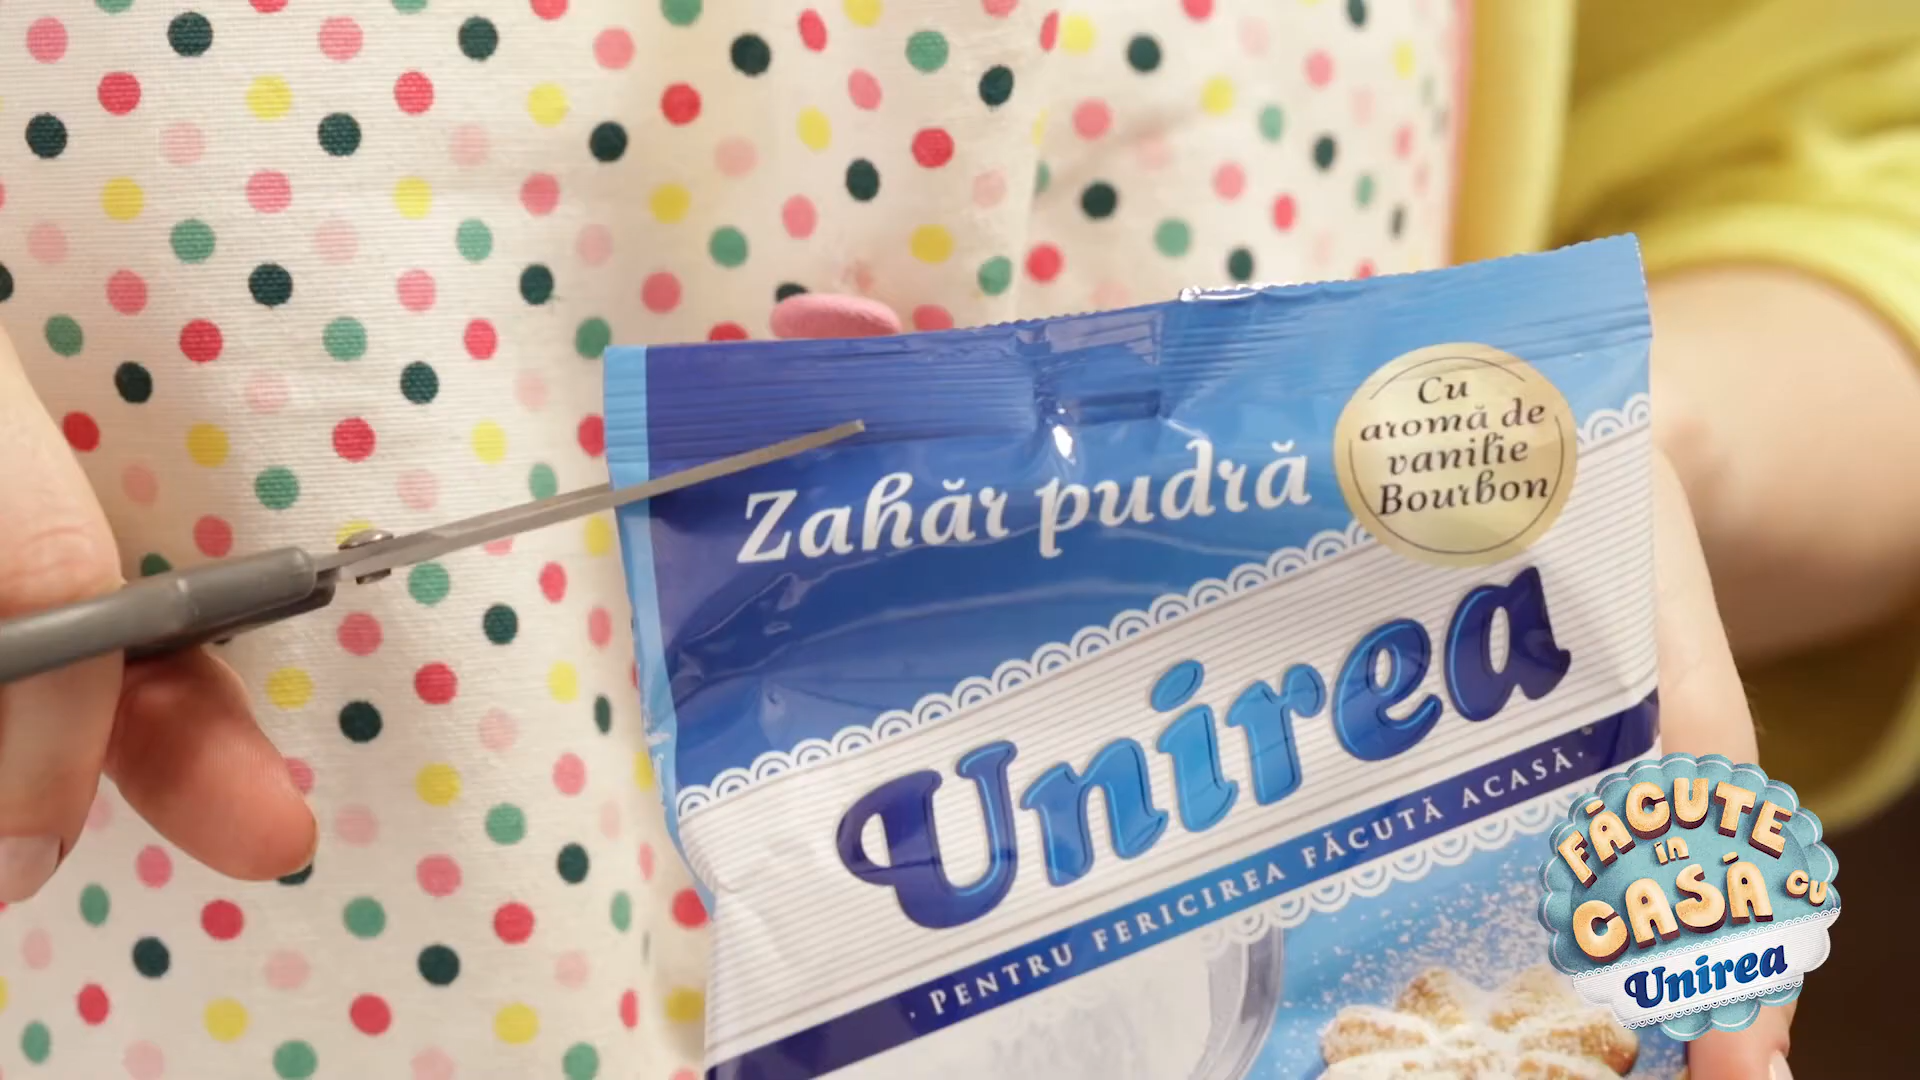 Cu
aromă de
vanilie
Bourbon
Zahăr pudră
Unirea
· PENTRU FERICIREA FĂCUTĂ ACASĂ ·
FĂCUTE
în
CASĂ CU
Unirea